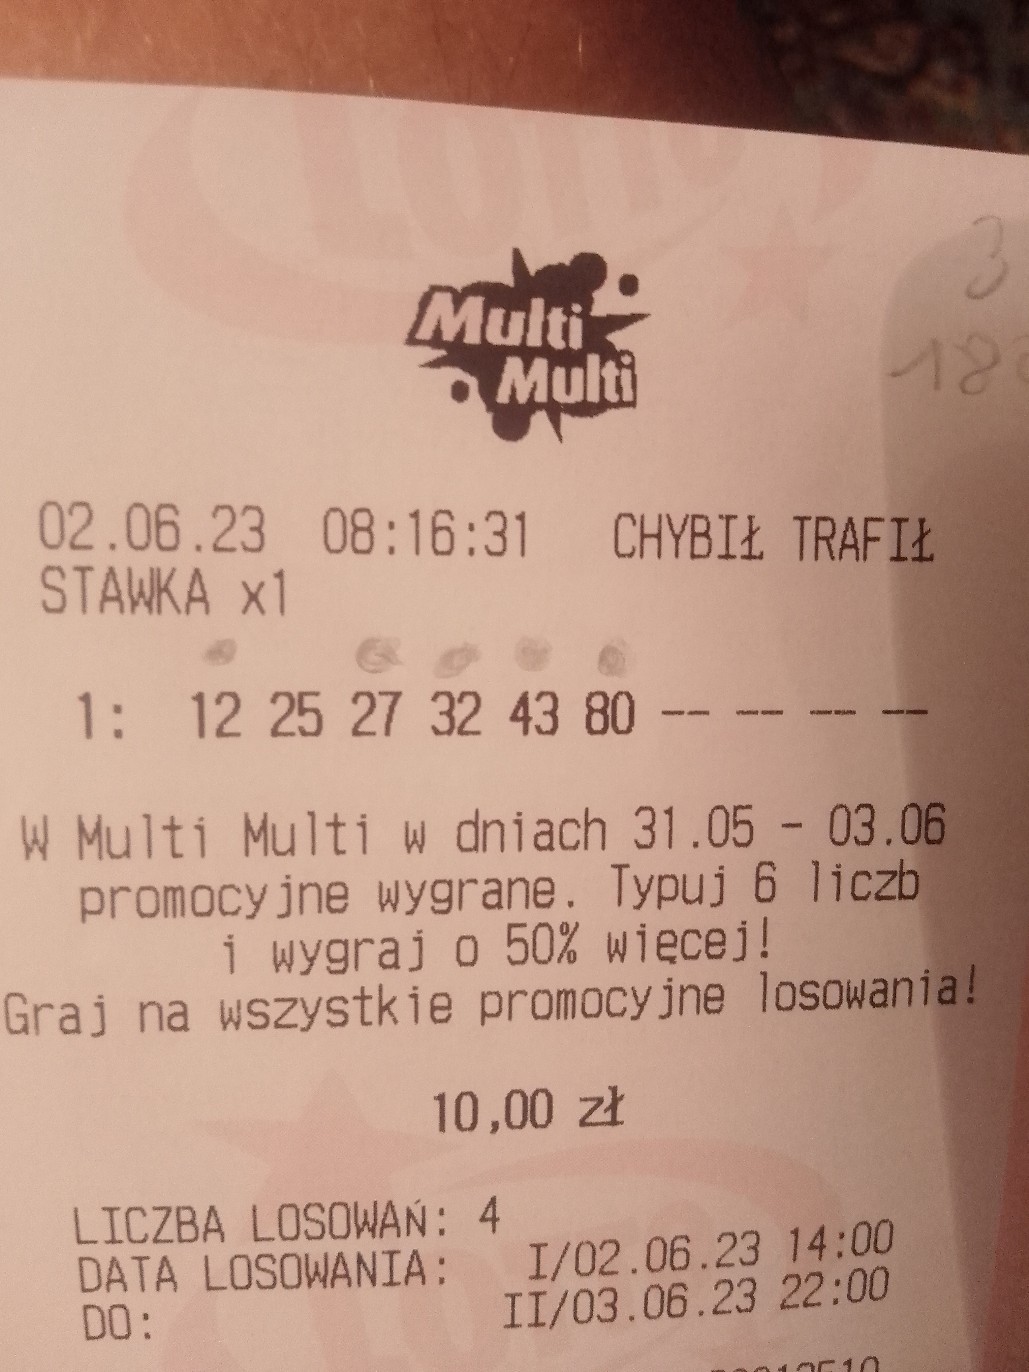 LOTTO
Multi
Multi
3
02.06.23 08:16:31 CHYBIŁ TRAFIŁ
STAWKA x1
1: 12 25 27 32 43 80 -- -- -- --
W Multi Multi w dniach 31.05 - 03.06
promocyjne wygrane. Typuj 6 liczb
i wygraj o 50% więcej!
Graj na wszystkie promocyjne losowania!
10,00 zł
LICZBA LOSOWAŃ: 4
DATA LOSOWANIA: I/02.06.23 14:00
DO: II/03.06.23 22:00